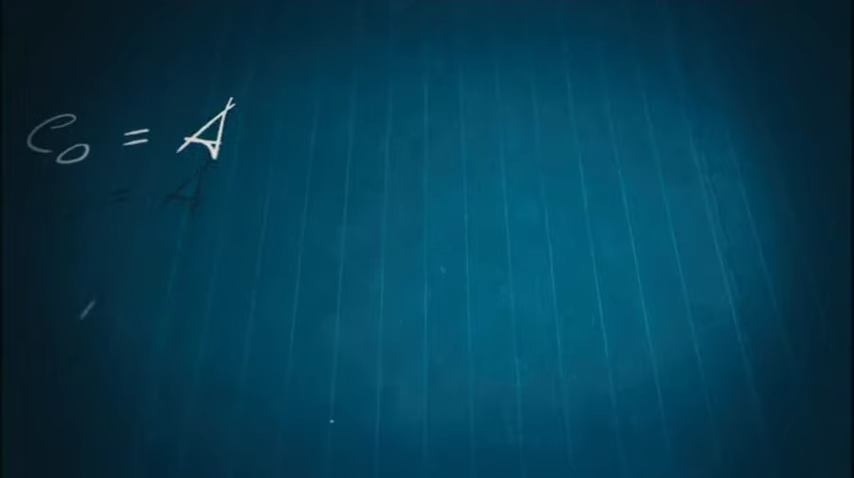 C₀ = A